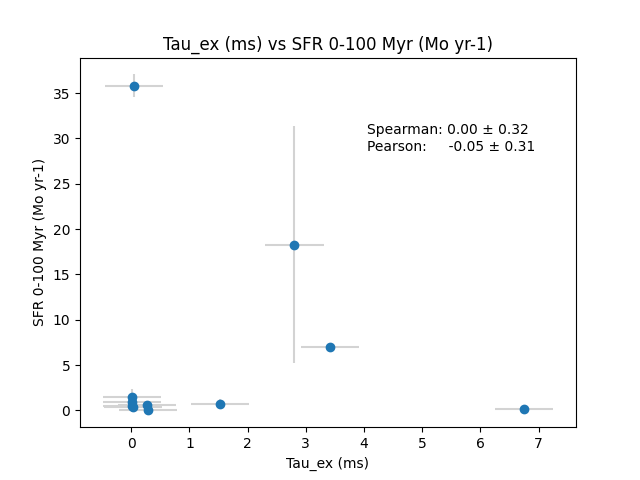 Tau_ex (ms) vs SFR 0-100 Myr (Mo yr-1)
35
30
25
20
15
10
5
0
SFR 0-100 Myr (Mo yr-1)
Spearman: 0.00 ± 0.32
Pearson: -0.05 ± 0.31
0 1 2 3 4 5 6 7
Tau_ex (ms)